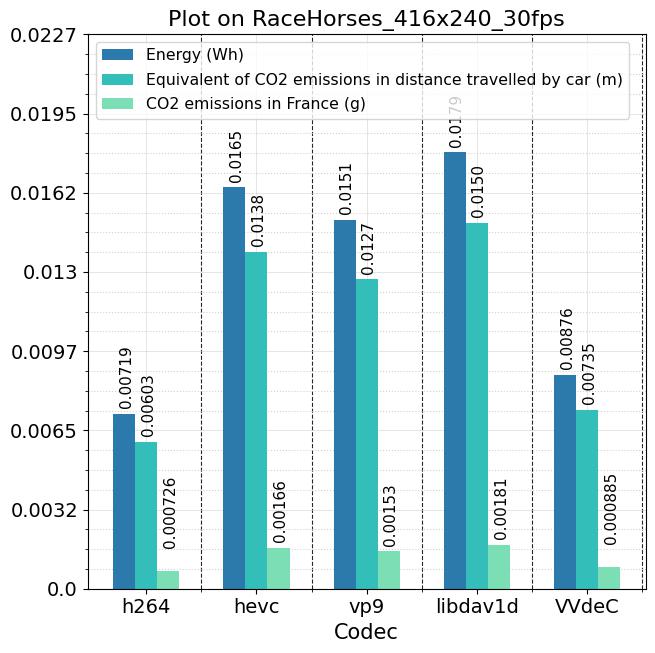 Plot on RaceHorses_416x240_30fps
Energy (Wh)
Equivalent of CO2 emissions in distance travelled by car (m)
CO2 emissions in France (g)
0.0227
0.0195
0.0162
0.013
0.0097
0.0065
0.0032
0.0
0.00719
0.00603
0.000726
0.0165
0.0138
0.00166
0.0151
0.0127
0.00153
0.0179
0.0150
0.00181
0.00876
0.00735
0.000885
h264
hevc
vp9
libdav1d
VVdeC
Codec